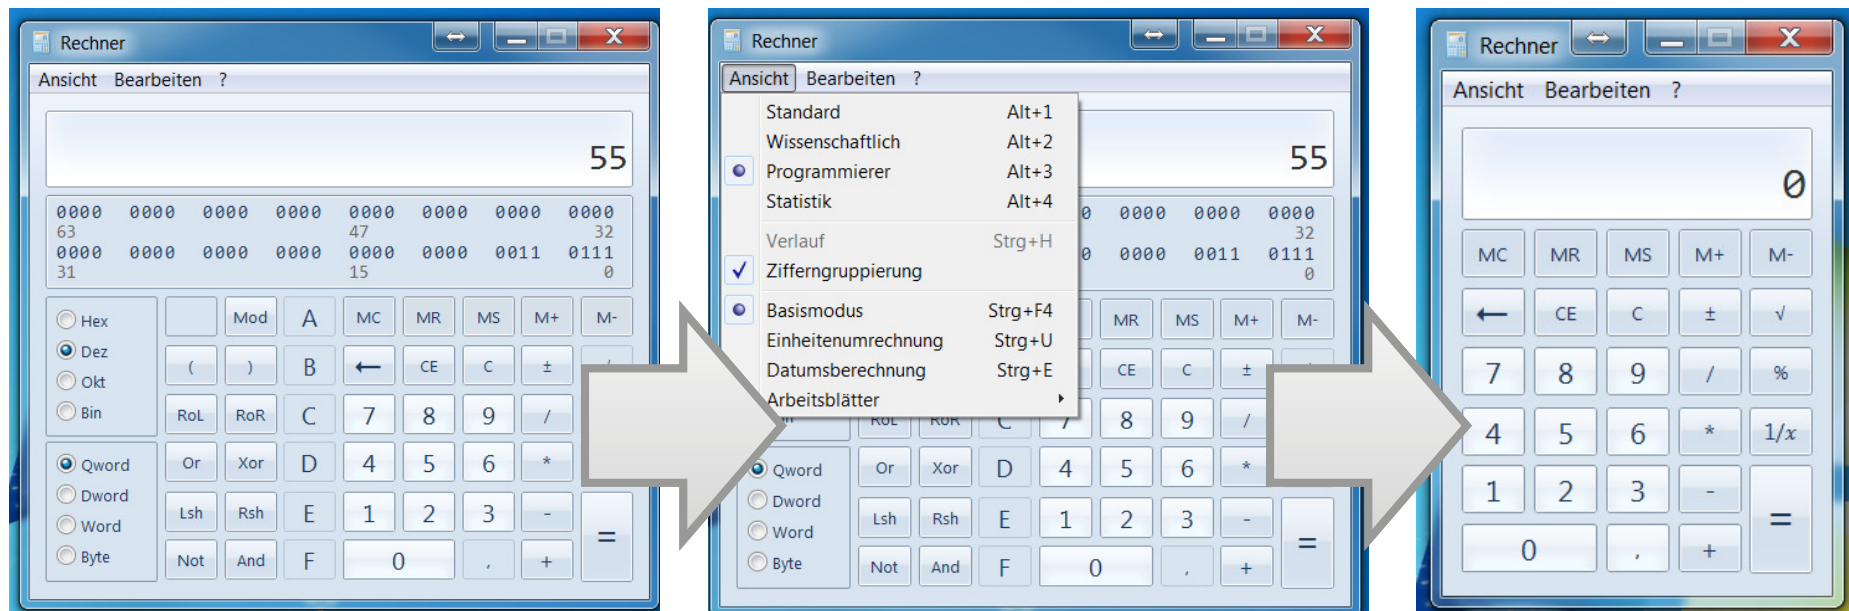 Rechner
Ansicht Bearbeiten ?
55
0000 0000 0000 0000 0000 0000 0000 0000
63 47 32
0000 0000 0000 0000 0000 0000 0011 0111
31 15 0
Hex Mod A MC MR MS M+ M-
Dez
Okt
( ) B ← CE C ±
Bin RoL RoR C 7 8 9 /
Qword Or Xor D 4 5 6 *
Dword
Word
Lsh Rsh E 1 2 3 - =
Byte Not And F 0 , +
Rechner
Ansicht Bearbeiten ?
55
Standard Alt+1
Wissenschaftlich Alt+2
Programmierer Alt+3
Statistik Alt+4
Verlauf Strg+H
Zifferngruppierung
Basismodus Strg+F4
Einheitenumrechnung Strg+U
Datumsberechnung Strg+E
Arbeitsblätter
0 0000 0000 0000
32
0 0000 0011 0111
0
MR MS M+ M-
CE C ±
RoL RoR C 7 8 9 /
Qword Or Xor D 4 5 6 *
Dword
Word
Lsh Rsh E 1 2 3 - =
Byte Not And F 0 , +
Rechner
Ansicht Bearbeiten ?
0
MC MR MS M+ M-
← CE C ± √
7 8 9 / %
4 5 6 * 1/x
1 2 3 - =
0 , +